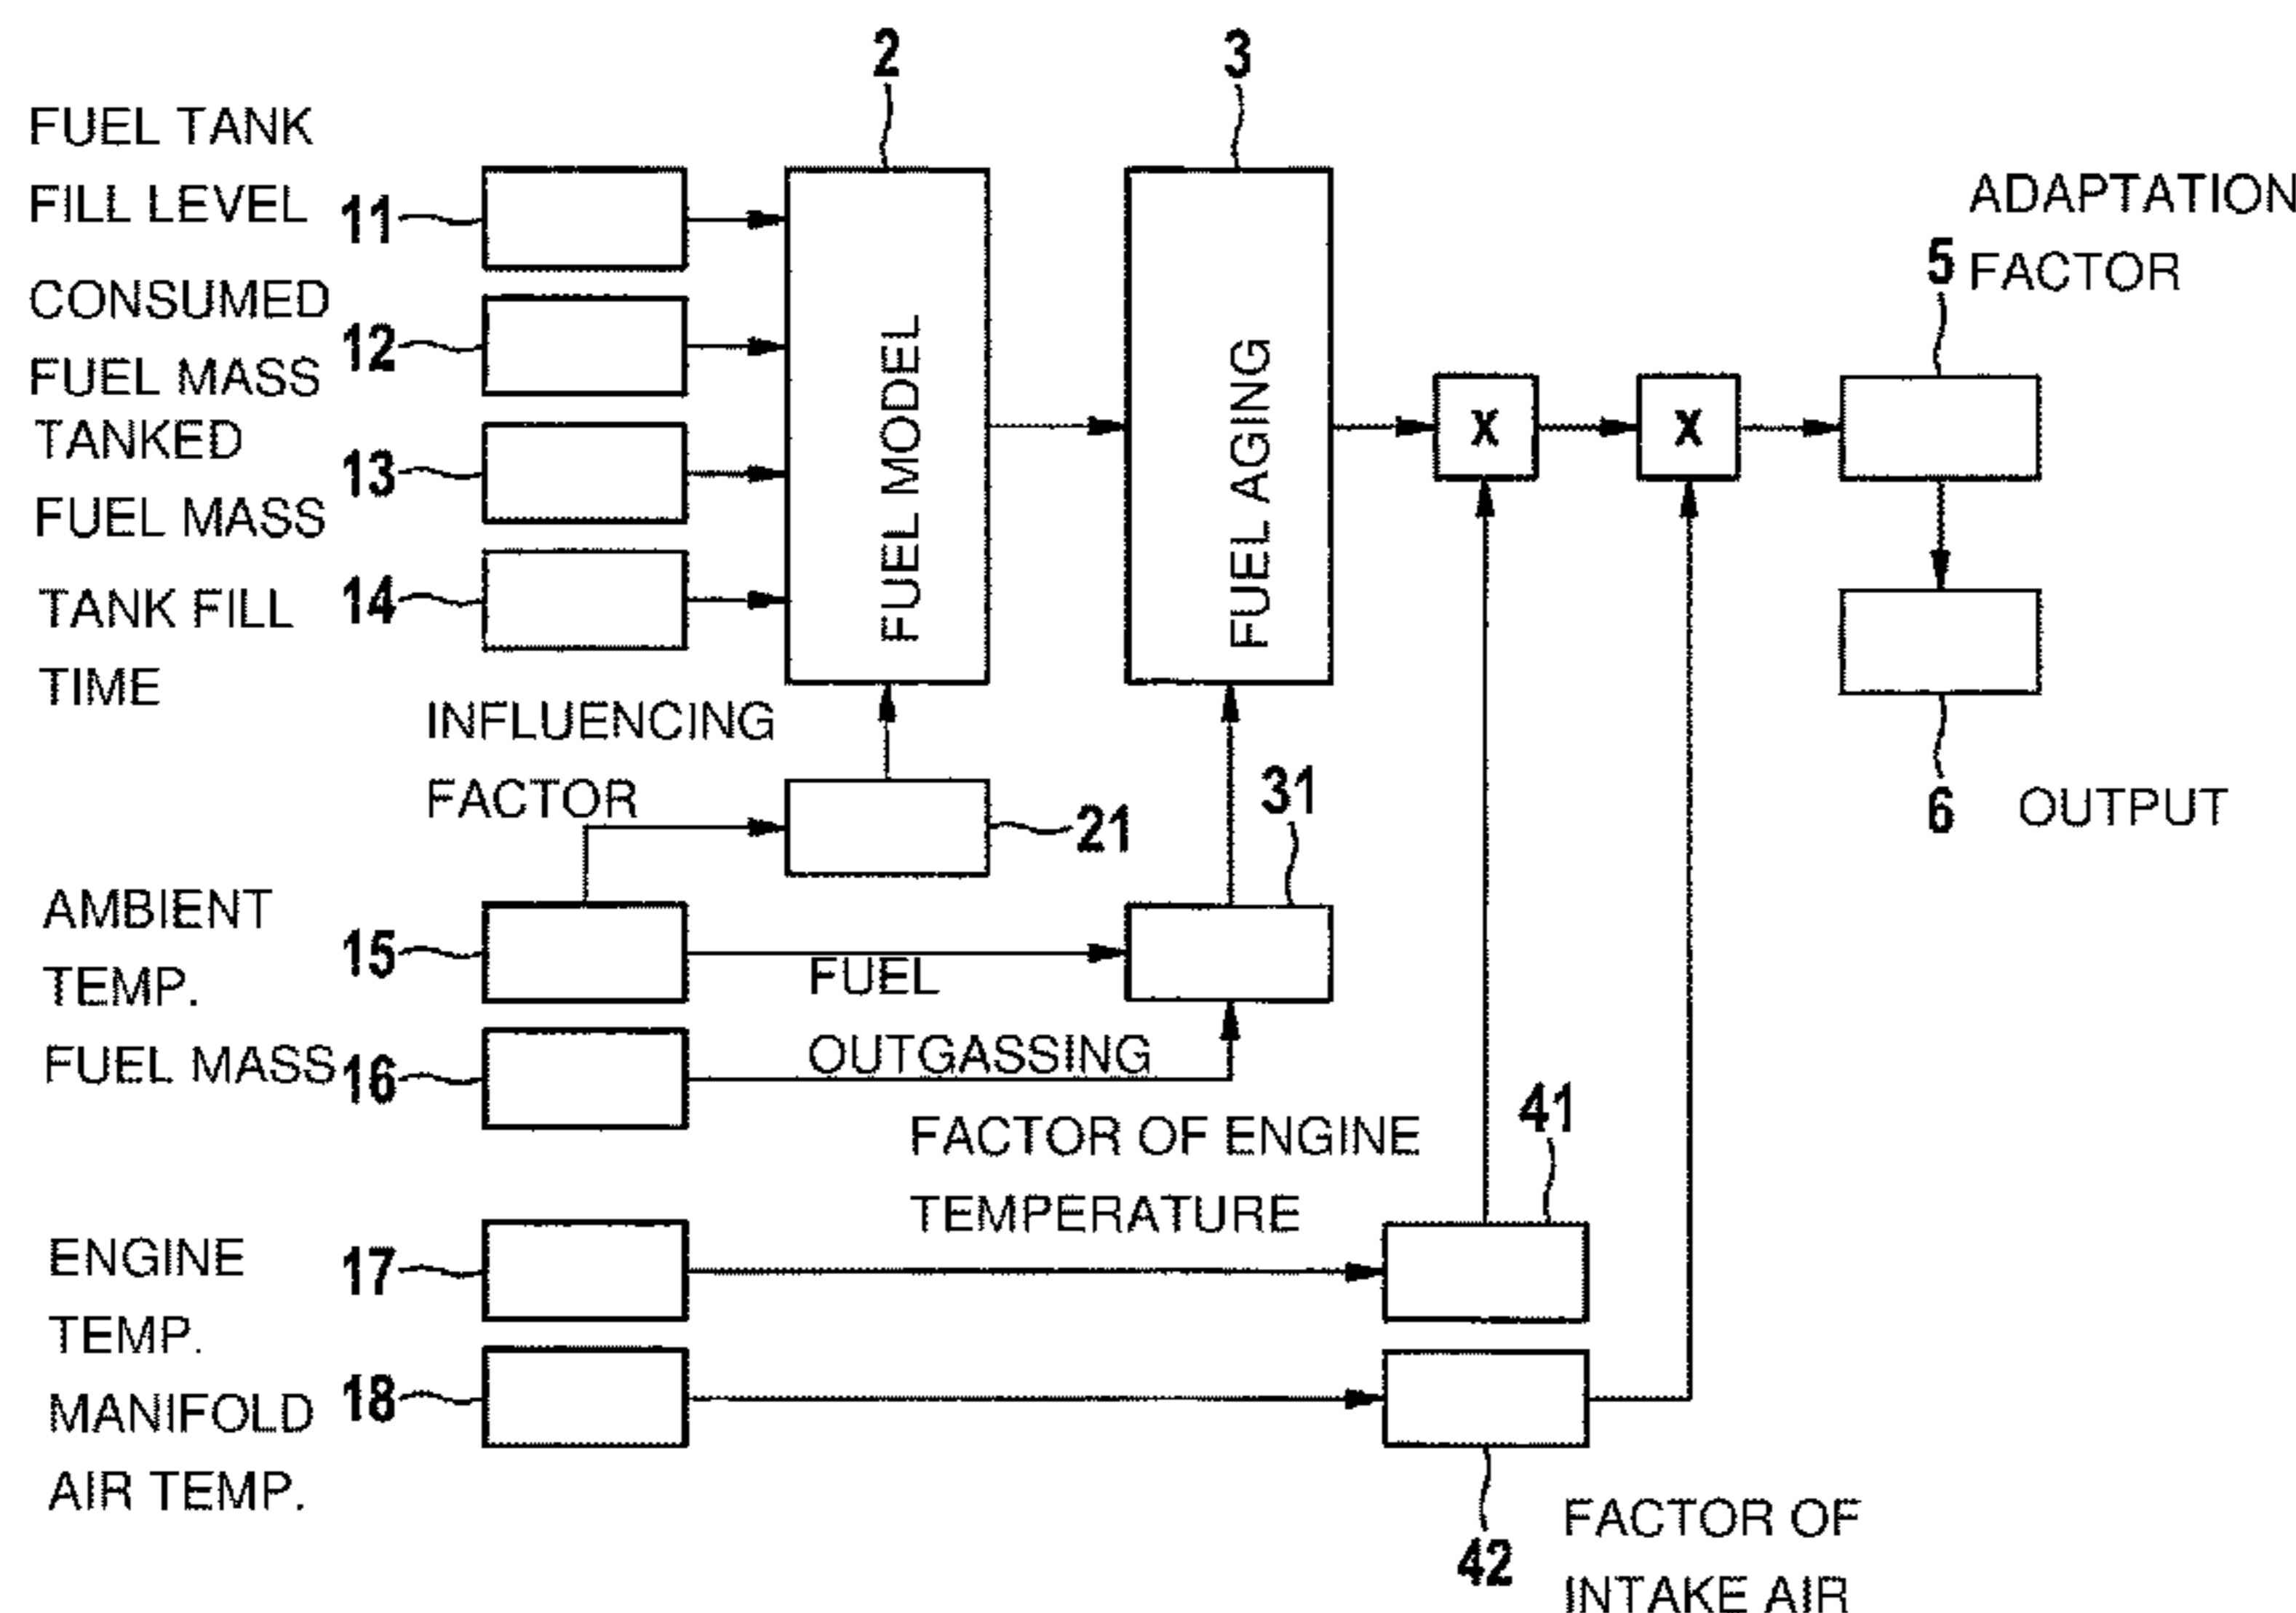 2
3
FUEL TANK
FILL LEVEL
11
CONSUMED
FUEL MASS
12
TANKED
FUEL MASS
13
TANK FILL
TIME
14
FUEL MODEL
FUEL AGING
X
X
ADAPTATION
FACTOR
5
6
OUTPUT
INFLUENCING
FACTOR
21
31
AMBIENT
TEMP.
15
FUEL MASS
16
FUEL
OUTGASSING
FACTOR OF ENGINE
TEMPERATURE
41
ENGINE
TEMP.
17
MANIFOLD
AIR TEMP.
18
42
FACTOR OF
INTAKE AIR